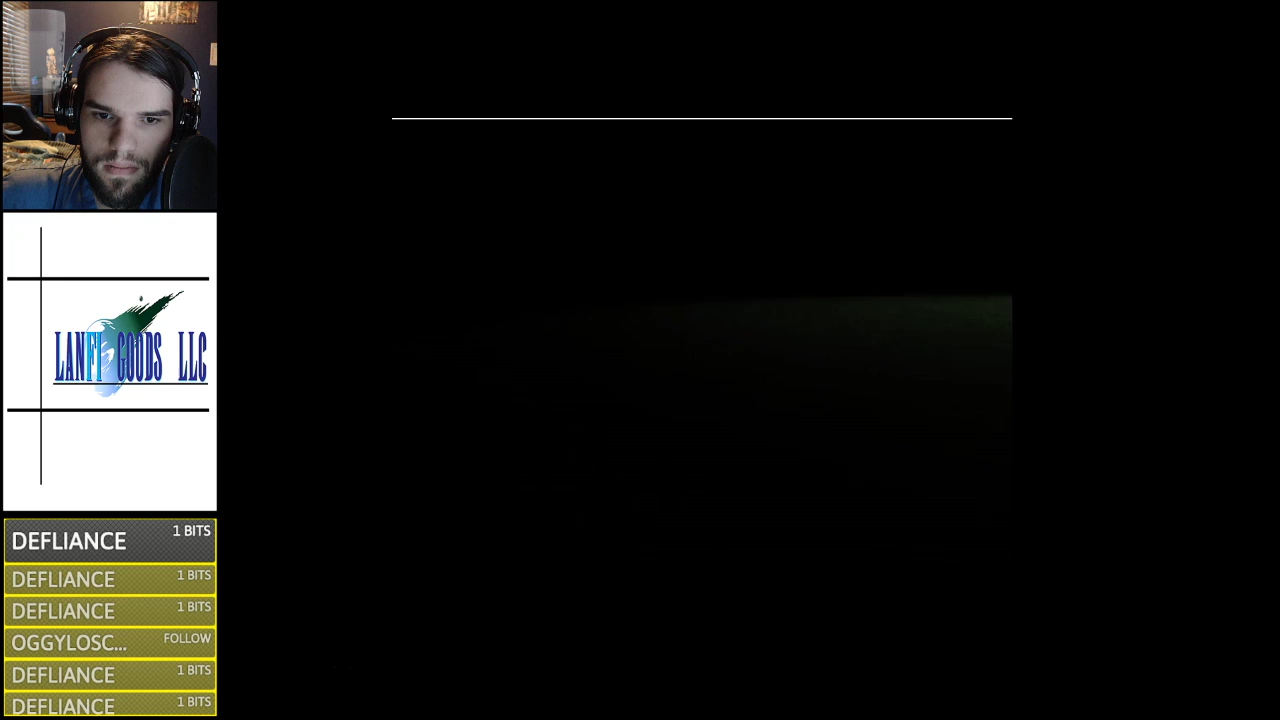 LANFI GOODS LLC
DEFLIANCE 1 BITS
DEFLIANCE 1 BITS
DEFLIANCE 1 BITS
OGGYLOSC... FOLLOW
DEFLIANCE 1 BITS
DEFLIANCE 1 BITS